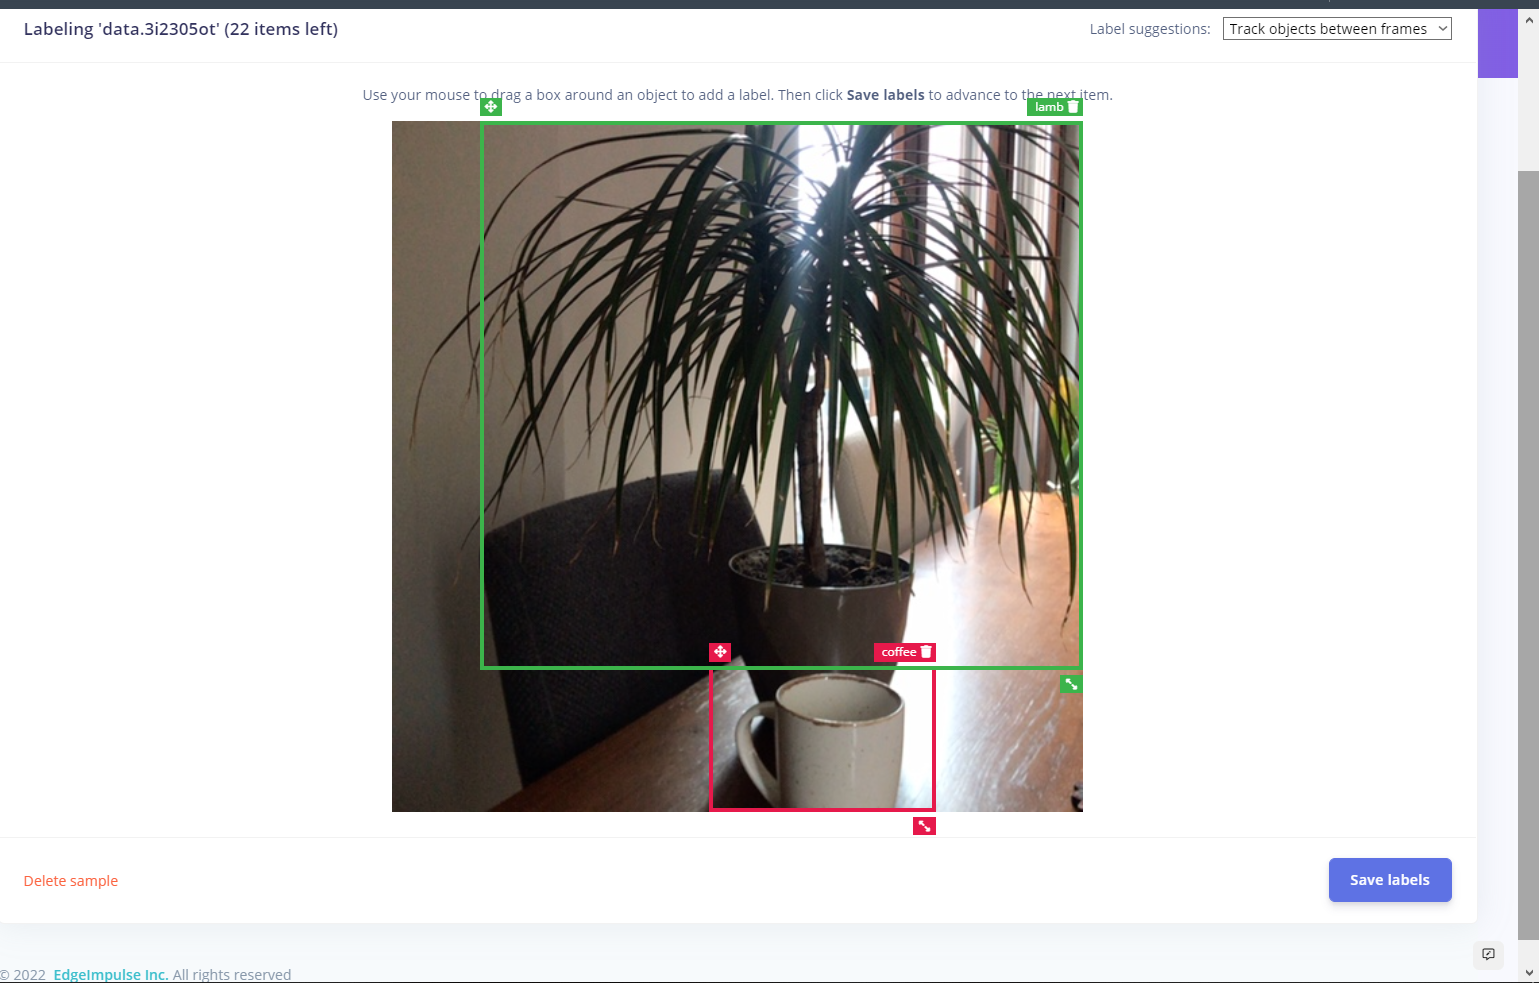 Labeling 'data.3i2305ot' (22 items left)
Label suggestions: Track objects between frames
Use your mouse to drag a box around an object to add a label. Then click Save labels to advance to the next item.
lamb
coffee
Delete sample
Save labels
© 2022 EdgeImpulse Inc. All rights reserved